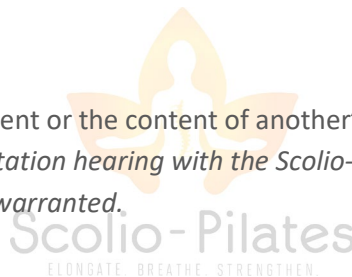 ent or the content of another
tation hearing with the Scolio-
warranted.
Scolio-Pilates
ELONGATE. BREATHE. STRENGTHEN.